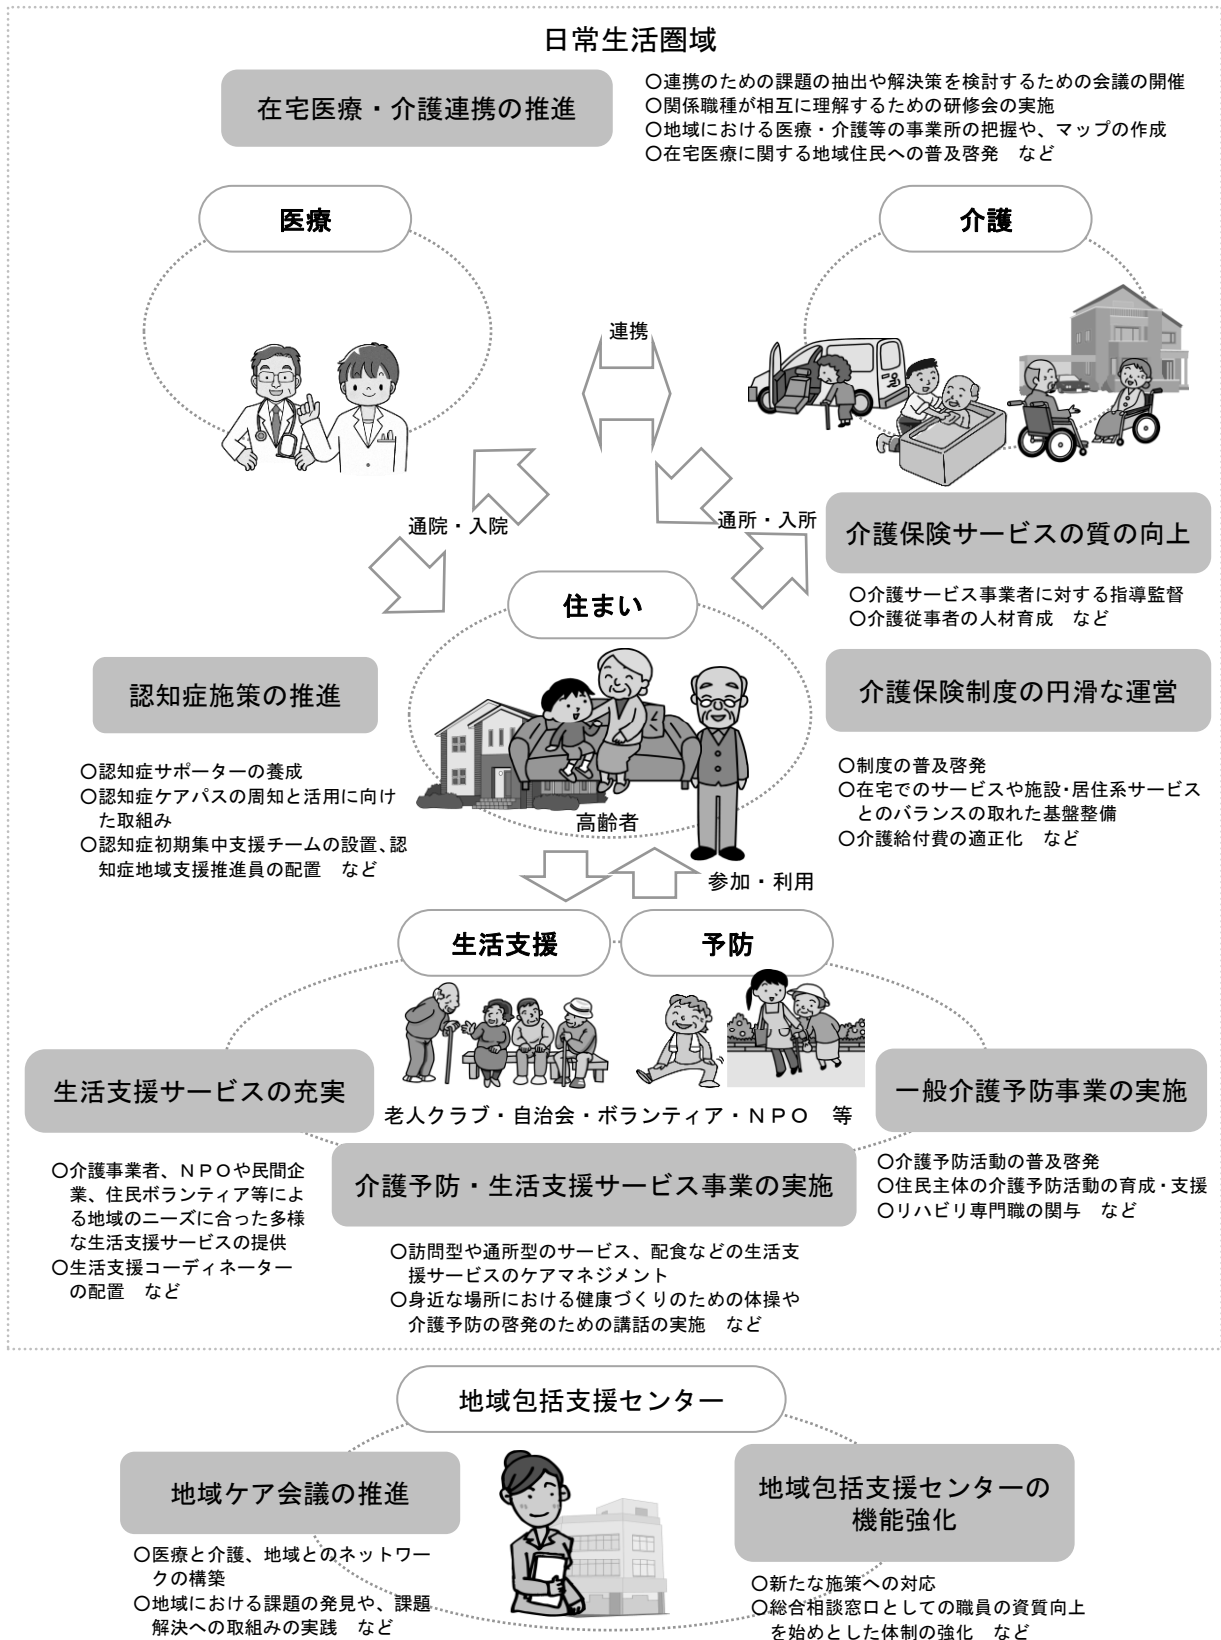 日常生活圏域
在宅医療・介護連携の推進
○連携のための課題の抽出や解決策を検討するための会議の開催
○関係職種が相互に理解するための研修会の実施
○地域における医療・介護等の事業所の把握や、マップの作成
○在宅医療に関する地域住民への普及啓発　など
医療
介護
連携
通院・入院
通所・入所
介護保険サービスの質の向上
○介護サービス事業者に対する指導監督
○介護従事者の人材育成　など
住まい
認知症施策の推進
○認知症サポーターの養成
○認知症ケアパスの周知と活用に向け
た取組み
○認知症初期集中支援チームの設置、認
知症地域支援推進員の配置　など
介護保険制度の円滑な運営
○制度の普及啓発
○在宅でのサービスや施設・居住系サービス
とのバランスの取れた基盤整備
○介護給付費の適正化　など
高齢者
参加・利用
生活支援
予防
生活支援サービスの充実
老人クラブ・自治会・ボランティア・ＮＰＯ　等
一般介護予防事業の実施
○介護事業者、ＮＰＯや民間企
業、住民ボランティア等によ
る地域のニーズに合った多様
な生活支援サービスの提供
○生活支援コーディネーター
の配置　など
介護予防・生活支援サービス事業の実施
○訪問型や通所型のサービス、配食などの生活支
援サービスのケアマネジメント
○身近な場所における健康づくりのための体操や
介護予防の啓発のための講話の実施　など
○介護予防活動の普及啓発
○住民主体の介護予防活動の育成・支援
○リハビリ専門職の関与　など
地域包括支援センター
地域ケア会議の推進
○医療と介護、地域とのネットワー
クの構築
○地域における課題の発見や、課題
解決への取組みの実践　など
地域包括支援センターの
機能強化
○新たな施策への対応
○総合相談窓口としての職員の資質向上
を始めとした体制の強化　など